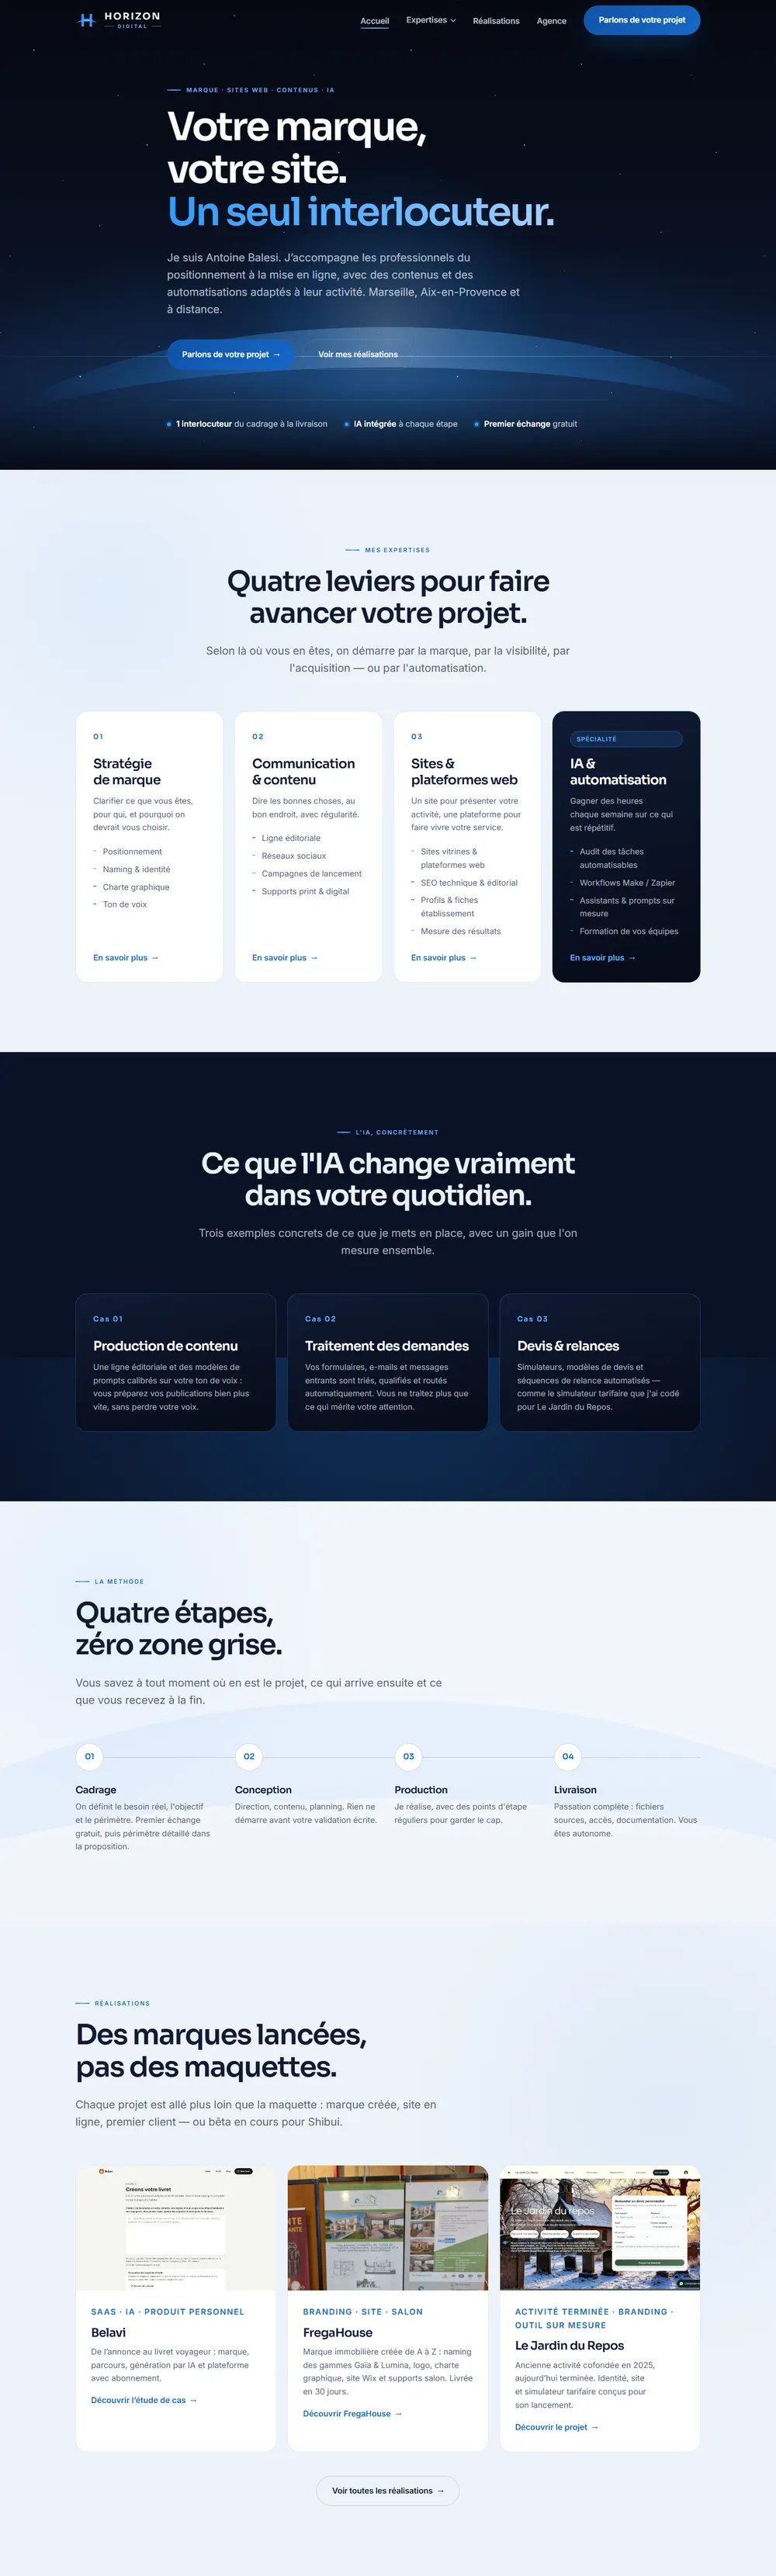 HORIZON
DIGITAL
Accueil
Expertises
Réalisations
Agence
Parlons de votre projet
MARQUE · SITES WEB · CONTENUS · IA
Votre marque,
votre site.
Un seul interlocuteur.
Je suis Antoine Balesi. J'accompagne les professionnels du
positionnement à la mise en ligne, avec des contenus et des
automatisations adaptés à leur activité. Marseille, Aix-en-Provence et
à distance.
Parlons de votre projet →
Voir mes réalisations
1 interlocuteur du cadrage à la livraison
IA intégrée à chaque étape
Premier échange gratuit
MES EXPERTISES
Quatre leviers pour faire
avancer votre projet.
Selon là où vous en êtes, on démarre par la marque, par la visibilité, par
l'acquisition — ou par l'automatisation.
01
Stratégie
de marque
Clarifier ce que vous êtes,
pour qui, et pourquoi on
devrait vous choisir.
- Positionnement
- Naming & identité
- Charte graphique
- Ton de voix
En savoir plus →
02
Communication
& contenu
Dire les bonnes choses, au
bon endroit, avec régularité.
- Ligne éditoriale
- Réseaux sociaux
- Campagnes de lancement
- Supports print & digital
En savoir plus →
03
Sites &
plateformes web
Un site pour présenter votre
activité, une plateforme pour
faire vivre votre service.
- Sites vitrines &
plateformes web
- SEO technique & éditorial
- Profils & fiches
établissement
- Mesure des résultats
En savoir plus →
SPÉCIALITÉ
IA &
automatisation
Gagner des heures
chaque semaine sur ce qui
est répétitif.
- Audit des tâches
automatisables
- Workflows Make / Zapier
- Assistants & prompts sur
mesure
- Formation de vos équipes
En savoir plus →
L'IA, CONCRÈTEMENT
Ce que l'IA change vraiment
dans votre quotidien.
Trois exemples concrets de ce que je mets en place, avec un gain que l'on
mesure ensemble.
Cas 01
Production de contenu
Une ligne éditoriale et des modèles de
prompts calibrés sur votre ton de voix :
vous préparez vos publications bien plus
vite, sans perdre votre voix.
Cas 02
Traitement des demandes
Vos formulaires, e-mails et messages
entrants sont triés, qualifiés et routés
automatiquement. Vous ne traitez plus que
ce qui mérite votre attention.
Cas 03
Devis & relances
Simulateurs, modèles de devis et
séquences de relance automatisés —
comme le simulateur tarifaire que j'ai codé
pour Le Jardin du Repos.
LA MÉTHODE
Quatre étapes,
zéro zone grise.
Vous savez à tout moment où en est le projet, ce qui arrive ensuite et ce
que vous recevez à la fin.
01
Cadrage
On définit le besoin réel, l'objectif
et le périmètre. Premier échange
gratuit, puis périmètre détaillé dans
la proposition.
02
Conception
Direction, contenu, planning. Rien ne
démarre avant votre validation écrite.
03
Production
Je réalise, avec des points d'étape
réguliers pour garder le cap.
04
Livraison
Passation complète : fichiers
sources, accès, documentation. Vous
êtes autonome.
RÉALISATIONS
Des marques lancées,
pas des maquettes.
Chaque projet est allé plus loin que la maquette : marque créée, site en
ligne, premier client — ou bêta en cours pour Shibui.
Créons votre livret
SAAS · IA · PRODUIT PERSONNEL
Belavi
De l'annonce au livret voyageur : marque,
parcours, génération par IA et plateforme
avec abonnement.
Découvrir l'étude de cas →
BRANDING · SITE · SALON
FregaHouse
Marque immobilière créée de A à Z : naming
des gammes Gaïa & Lumina, logo, charte
graphique, site Wix et supports salon. Livrée
en 30 jours.
Découvrir FregaHouse →
Le Jardin du repos
ACTIVITÉ TERMINÉE · BRANDING ·
OUTIL SUR MESURE
Le Jardin du Repos
Ancienne activité cofondée en 2025,
aujourd'hui terminée. Identité, site
et simulateur tarifaire conçus pour
son lancement.
Découvrir le projet →
Voir toutes les réalisations →